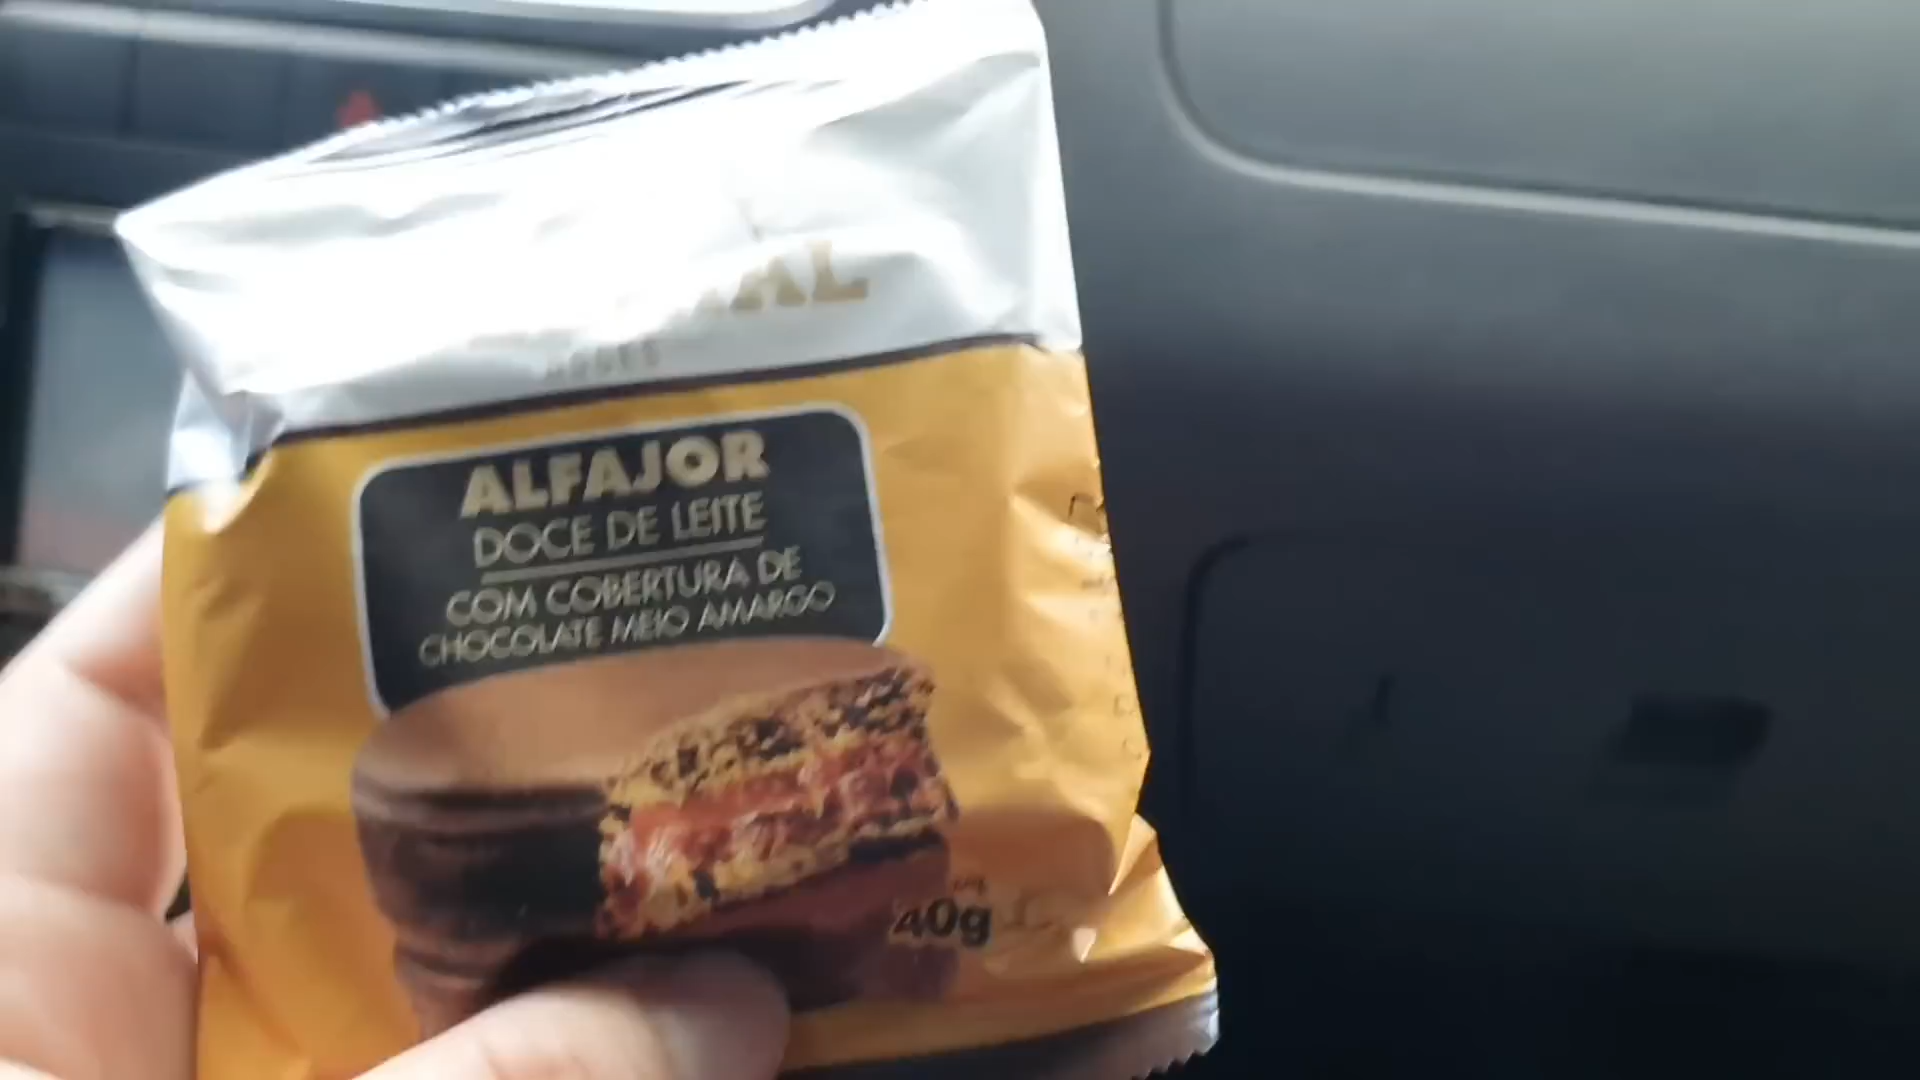 ALFAJOR
DOCE DE LEITE
COM COBERTURA DE
CHOCOLATE MEIO AMARGO
40g